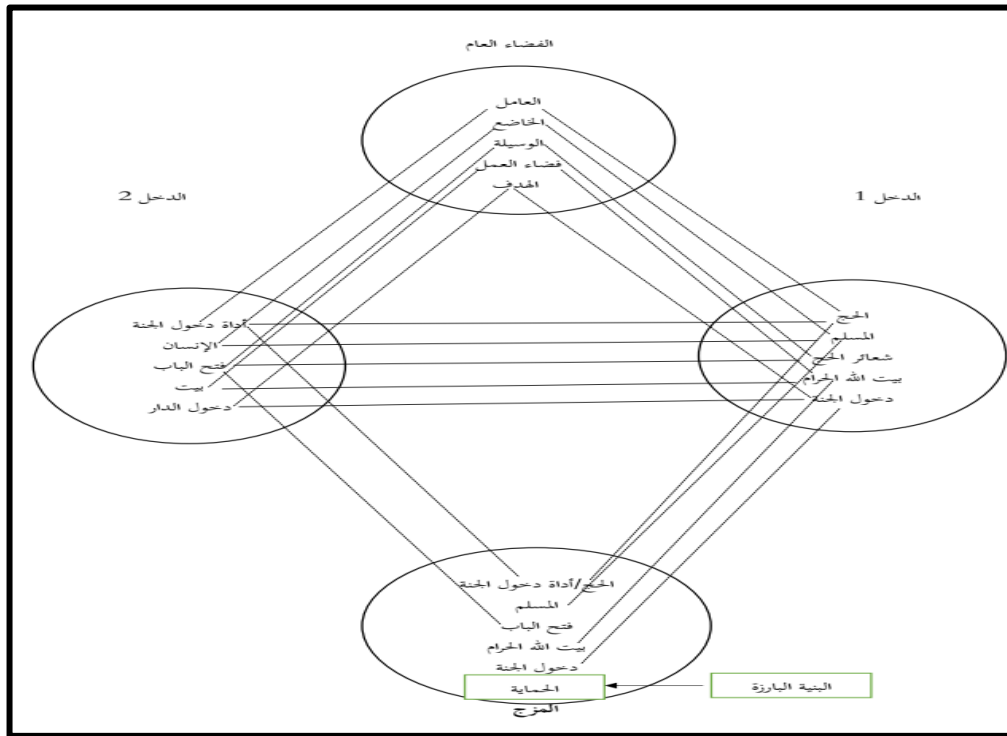 الفضاء العام
العامل
الخاضع
الوسيلة
فضاء العمل
الهدف
الدخل 1
الدخل 2
الحج
المسلم
شعائر الحج
بيت الله الحرام
دخول الجنة
أداة دخول الجنة
الإنسان
فتح الباب
بيت
دخول الدار
الحج/أداة دخول الجنة
المسلم
فتح الباب
بيت الله الحرام
دخول الجنة
الحماية
البنية البارزة
المزج